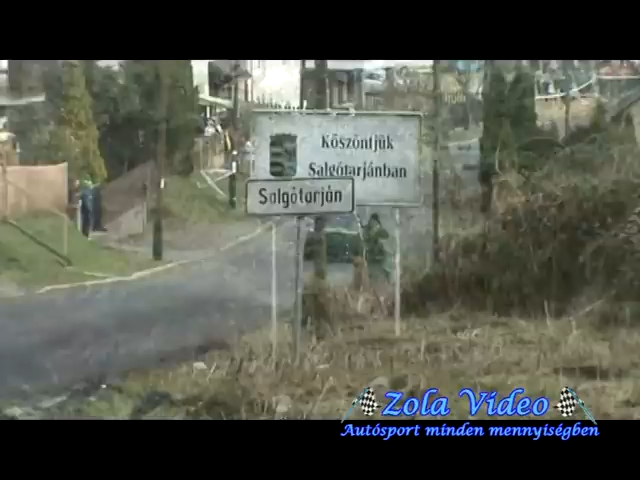 Köszöntjük
Salgótarjánban
Salgótarján
Zola Video
Autósport minden mennyiségben